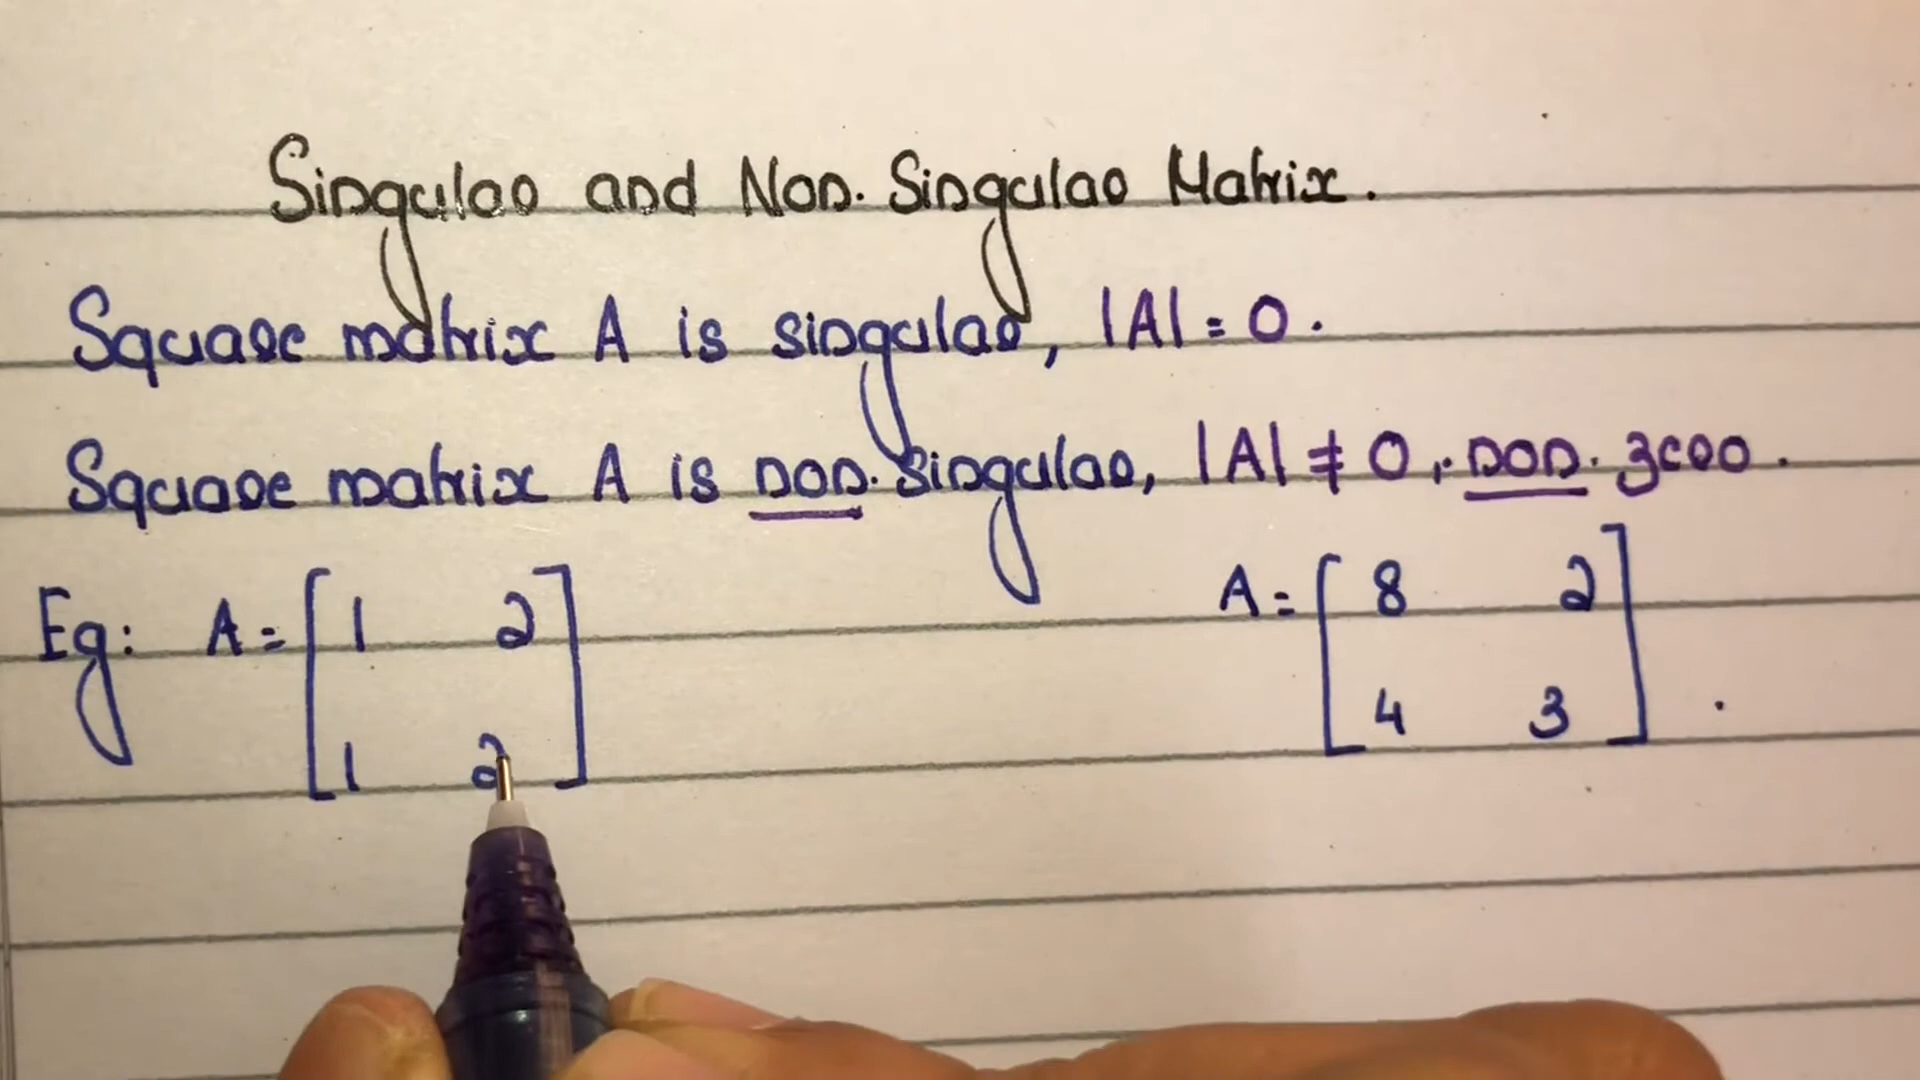 Singular and Non. Singular Matrix.
Square matrix A is singular, |A| = 0.
Square matrix A is non. singular, |A| ≠ 0, non. zero.
Eg: A = [ 1 2 ] A = [ 8 2 ]
[ 1 2 ] [ 4 3 ] .